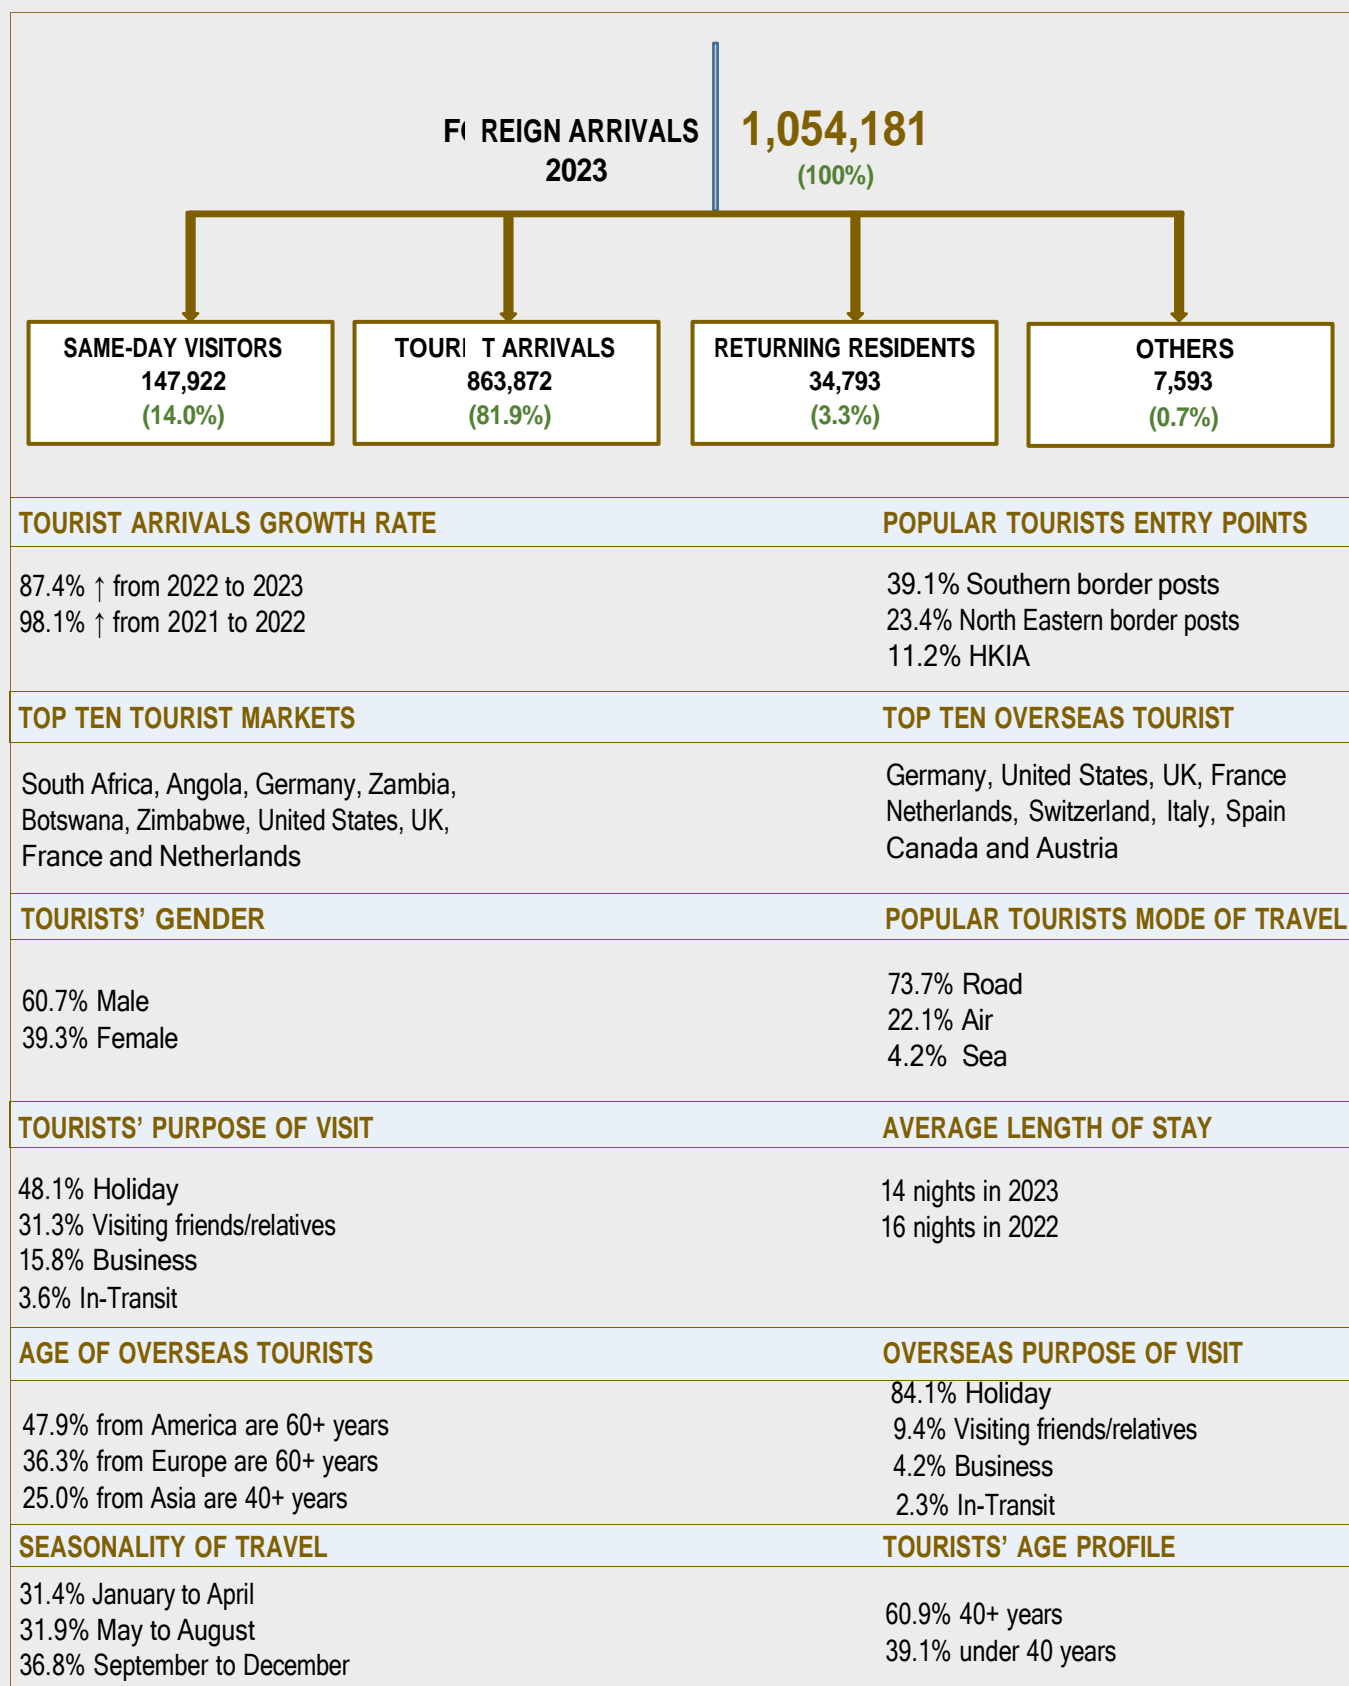 FO REIGN ARRIVALS
2023
1,054,181
(100%)
SAME-DAY VISITORS
147,922
(14.0%)
TOURI T ARRIVALS
863,872
(81.9%)
RETURNING RESIDENTS
34,793
(3.3%)
OTHERS
7,593
(0.7%)
TOURIST ARRIVALS GROWTH RATE
87.4% ↑ from 2022 to 2023
98.1% ↑ from 2021 to 2022
POPULAR TOURISTS ENTRY POINTS
39.1% Southern border posts
23.4% North Eastern border posts
11.2% HKIA
TOP TEN TOURIST MARKETS
South Africa, Angola, Germany, Zambia,
Botswana, Zimbabwe, United States, UK,
France and Netherlands
TOP TEN OVERSEAS TOURIST
Germany, United States, UK, France
Netherlands, Switzerland, Italy, Spain
Canada and Austria
TOURISTS’ GENDER
60.7% Male
39.3% Female
POPULAR TOURISTS MODE OF TRAVEL
73.7% Road
22.1% Air
4.2% Sea
TOURISTS’ PURPOSE OF VISIT
48.1% Holiday
31.3% Visiting friends/relatives
15.8% Business
3.6% In-Transit
AVERAGE LENGTH OF STAY
14 nights in 2023
16 nights in 2022
AGE OF OVERSEAS TOURISTS
47.9% from America are 60+ years
36.3% from Europe are 60+ years
25.0% from Asia are 40+ years
OVERSEAS PURPOSE OF VISIT
84.1% Holiday
9.4% Visiting friends/relatives
4.2% Business
2.3% In-Transit
SEASONALITY OF TRAVEL
31.4% January to April
31.9% May to August
36.8% September to December
TOURISTS’ AGE PROFILE
60.9% 40+ years
39.1% under 40 years